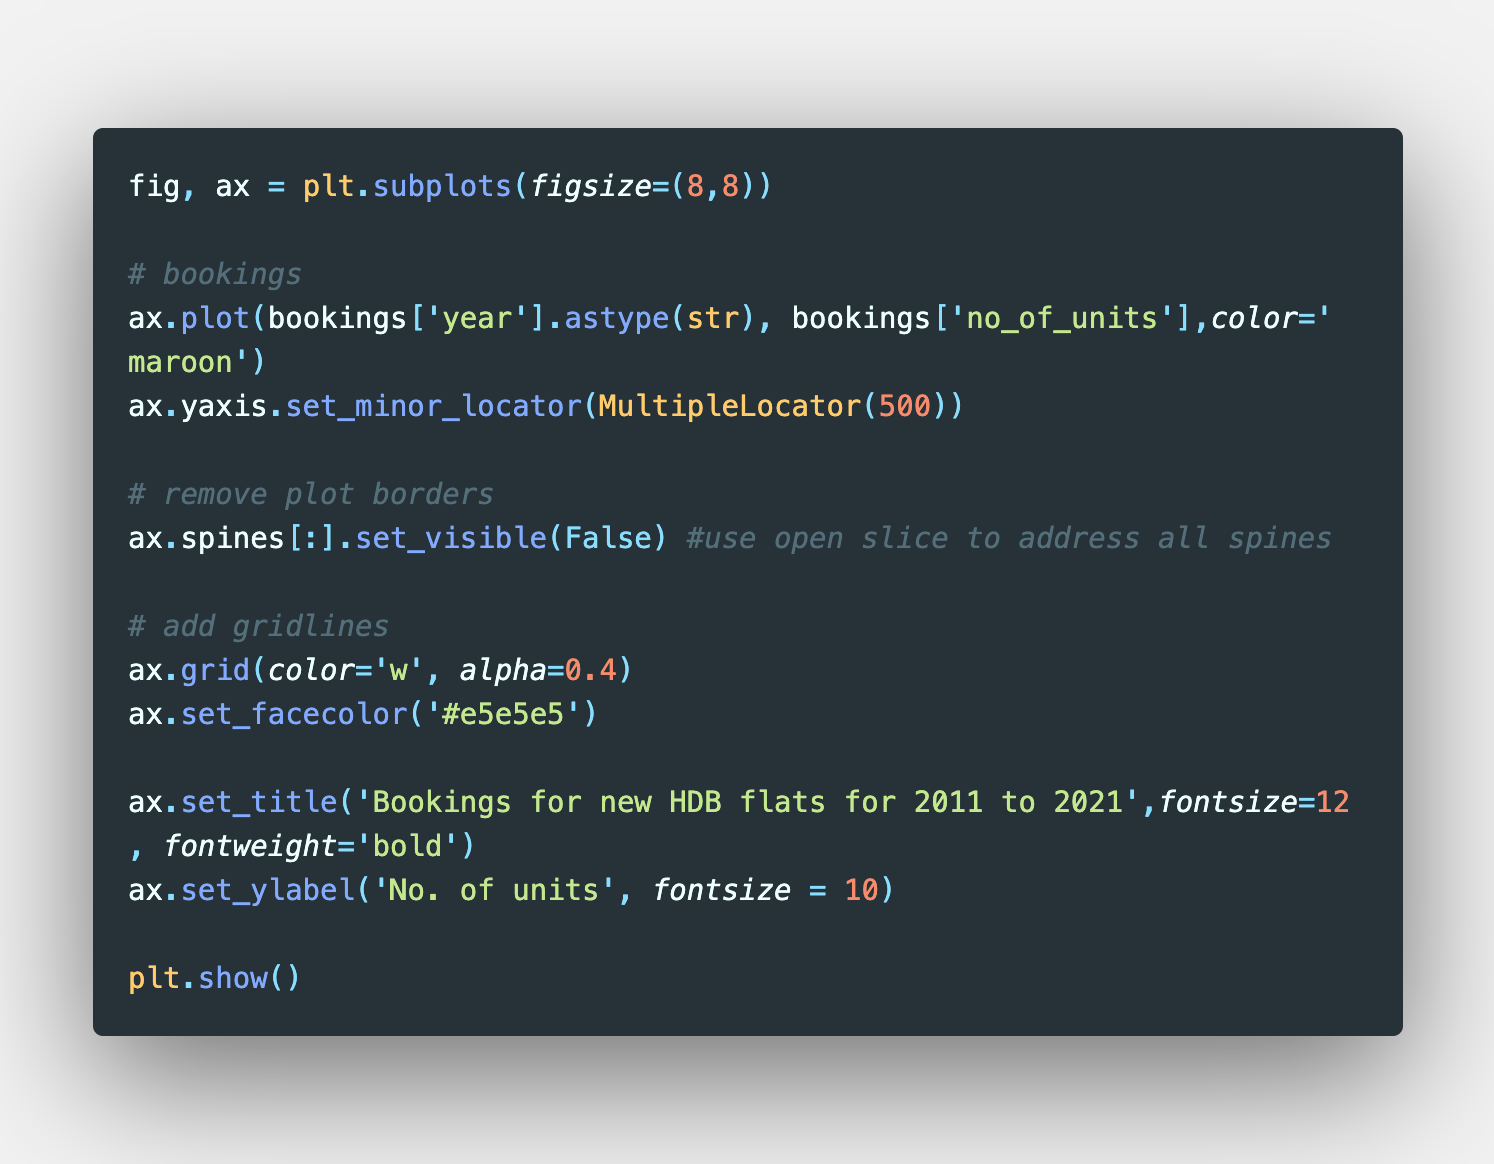 fig, ax = plt.subplots(figsize=(8,8))
# bookings
ax.plot(bookings['year'].astype(str), bookings['no_of_units'],color='
maroon')
ax.yaxis.set_minor_locator(MultipleLocator(500))
# remove plot borders
ax.spines[:].set_visible(False) #use open slice to address all spines
# add gridlines
ax.grid(color='w', alpha=0.4)
ax.set_facecolor('#e5e5e5')
ax.set_title('Bookings for new HDB flats for 2011 to 2021',fontsize=12
, fontweight='bold')
ax.set_ylabel('No. of units', fontsize = 10)
plt.show()